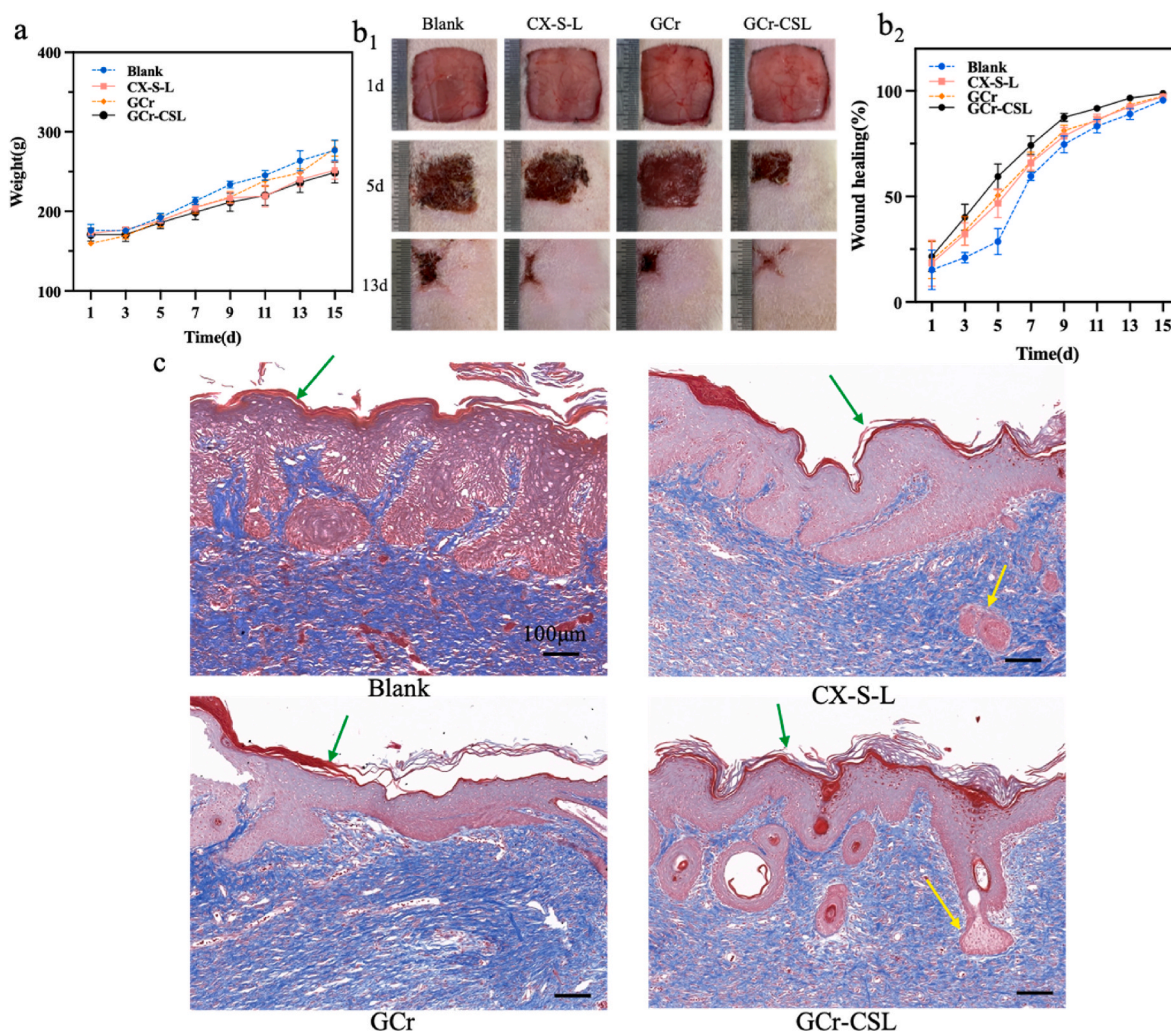 a
400
300
200
100
Weight(g)
Blank
CX-S-L
GCr
GCr-CSL
1 3 5 7 9 11 13 15
Time(d)
b1
Blank CX-S-L GCr GCr-CSL
1d
5d
13d
b2
100
50
0
Wound healing(%)
Blank
CX-S-L
GCr
GCr-CSL
1 3 5 7 9 11 13 15
Time(d)
c
100μm
Blank
CX-S-L
GCr
GCr-CSL